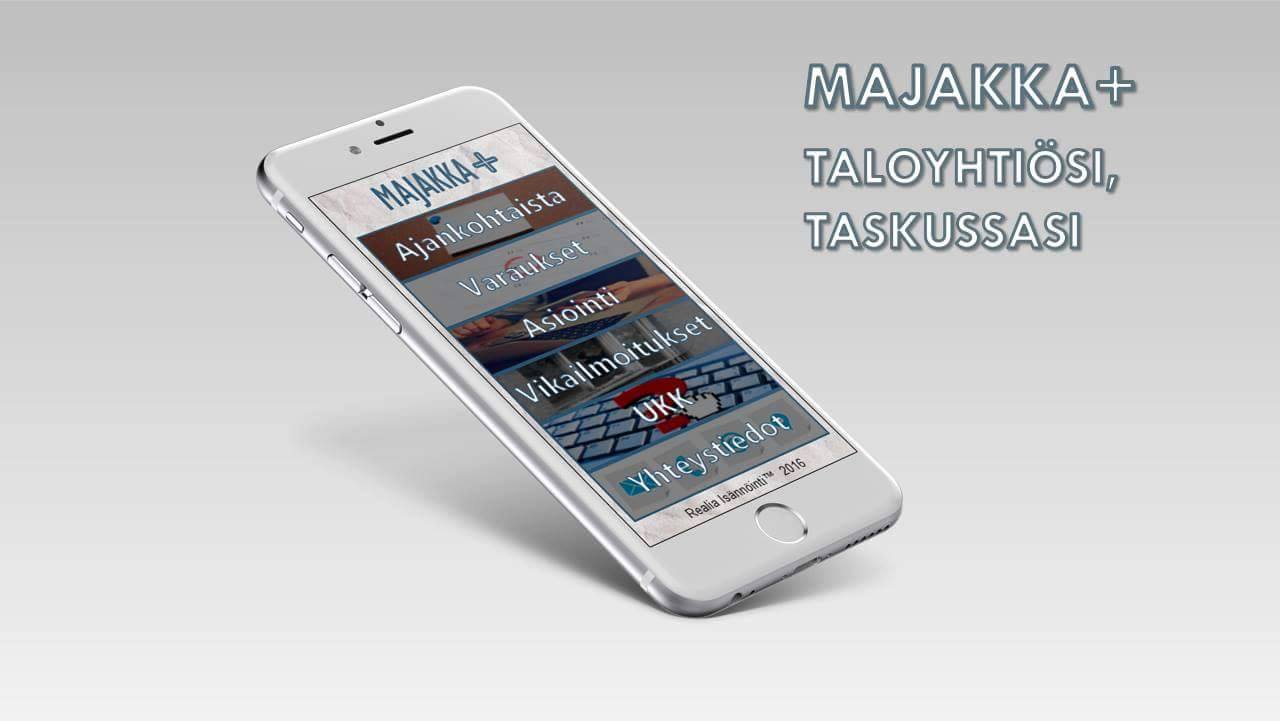 MAJAKKA+
TALOYHTIÖSI,
TASKUSSASI
MAJAKKA+
Ajankohtaista
Varaukset
Asiointi
Vikailmoitukset
UKK
Yhteystiedot
Realia Isännöinti™ 2016